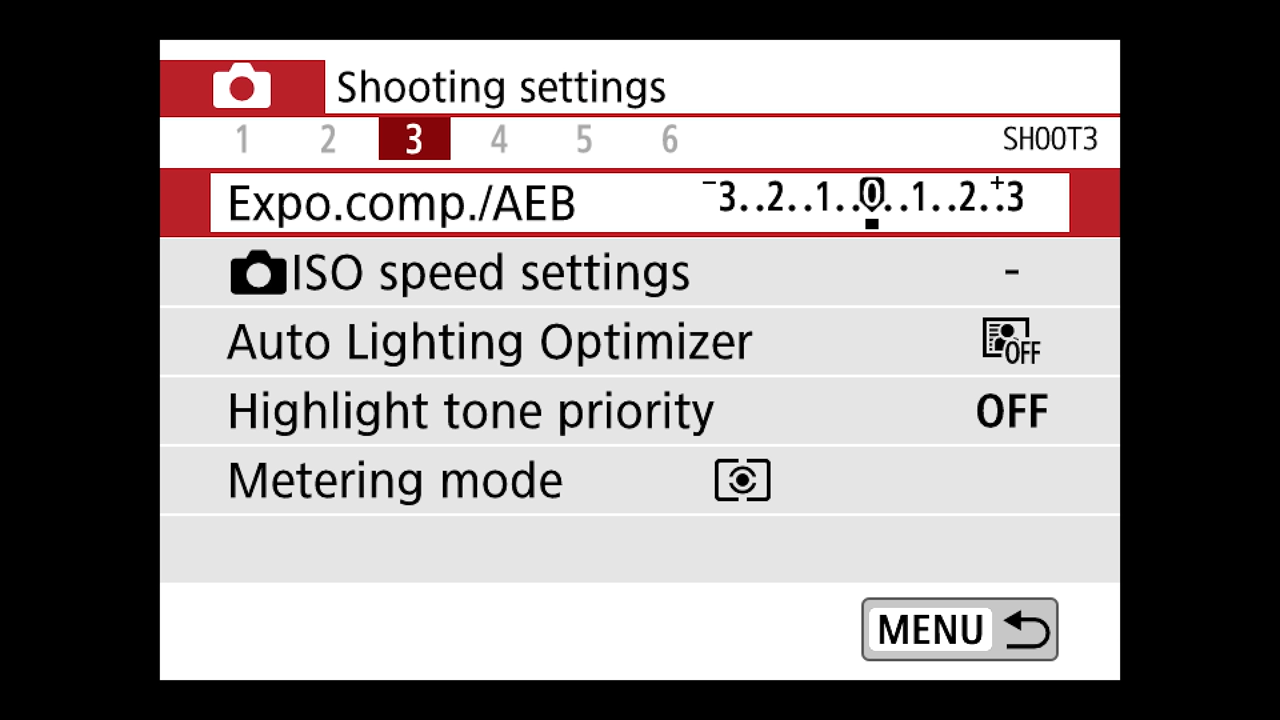 Shooting settings
1 2 3 4 5 6 SHOOT3
Expo.comp./AEB -3..2..1..0..1..2..+3
ISO speed settings -
Auto Lighting Optimizer OFF
Highlight tone priority OFF
Metering mode
MENU